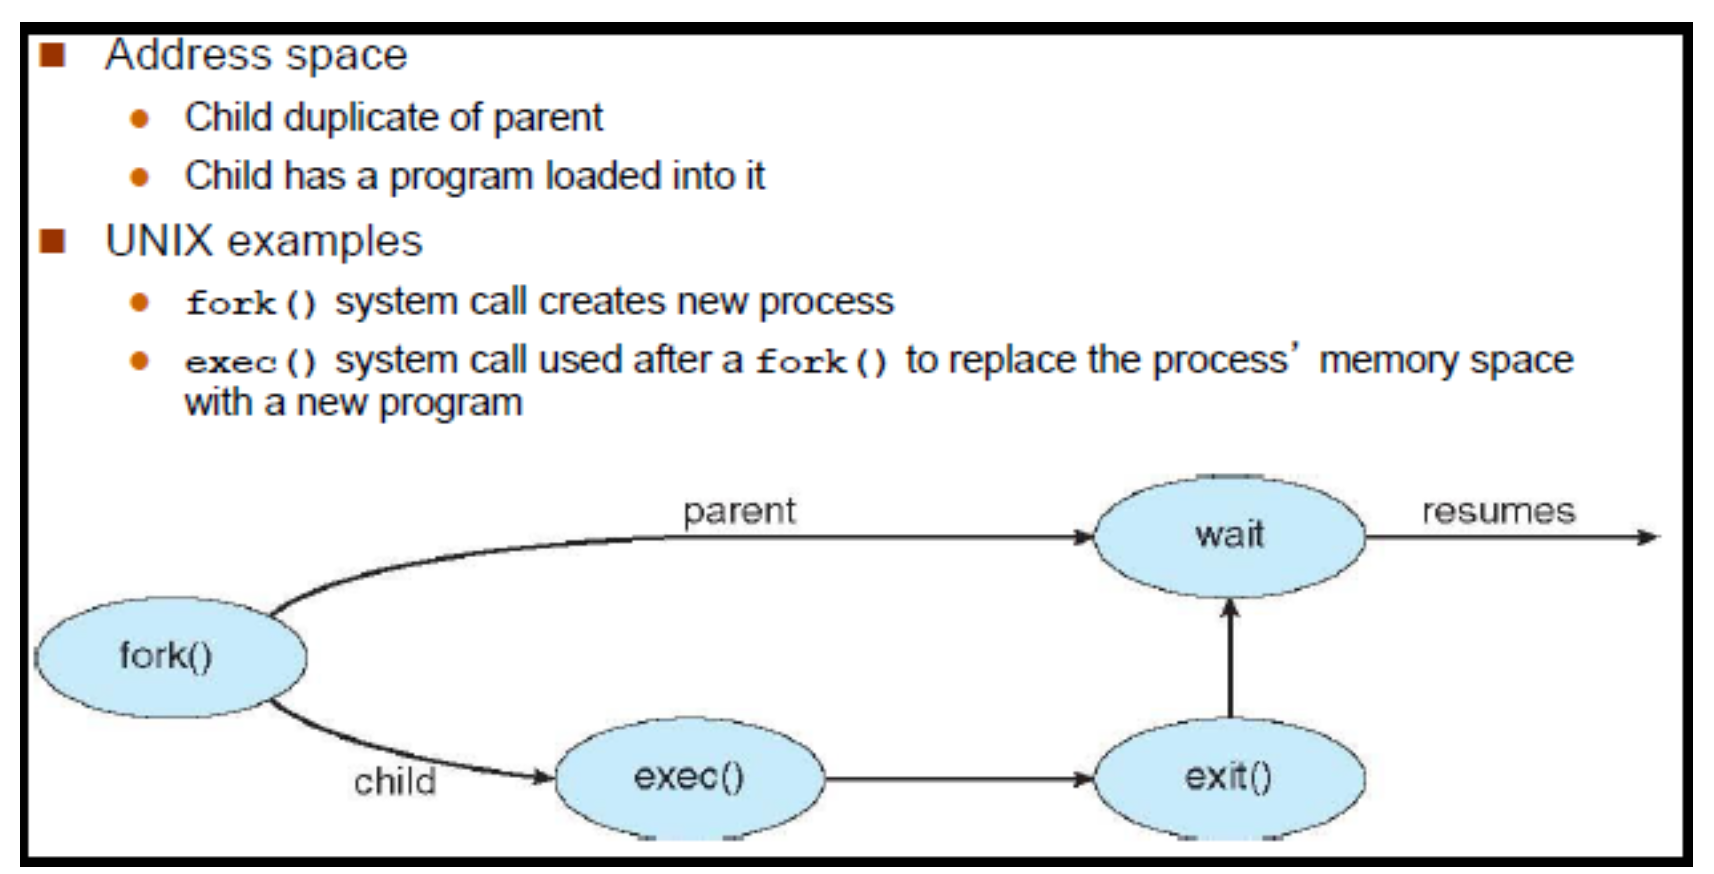 Address space
Child duplicate of parent
Child has a program loaded into it
UNIX examples
fork() system call creates new process
exec() system call used after a fork() to replace the process’ memory space
with a new program
parent
resumes
wait
fork()
child
exec()
exit()